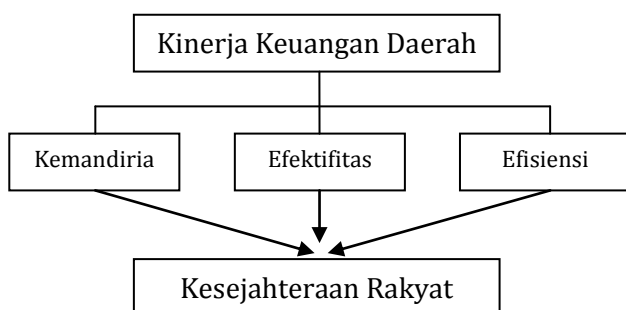 Kinerja Keuangan Daerah
Kemandiria
Efektifitas
Efisiensi
Kesejahteraan Rakyat